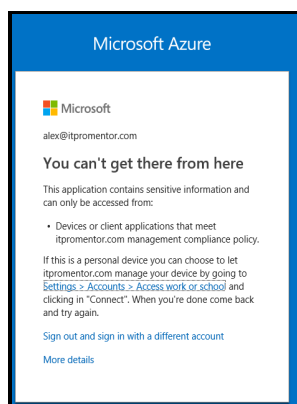 Microsoft Azure
Microsoft
alex@itpromentor.com
You can't get there from here
This application contains sensitive information and
can only be accessed from:
• Devices or client applications that meet
itpromentor.com management compliance policy.
If this is a personal device you can choose to let
itpromentor.com manage your device by going to
Settings > Accounts > Access work or school and
clicking in "Connect". When you're done come back
and try again.
Sign out and sign in with a different account
More details